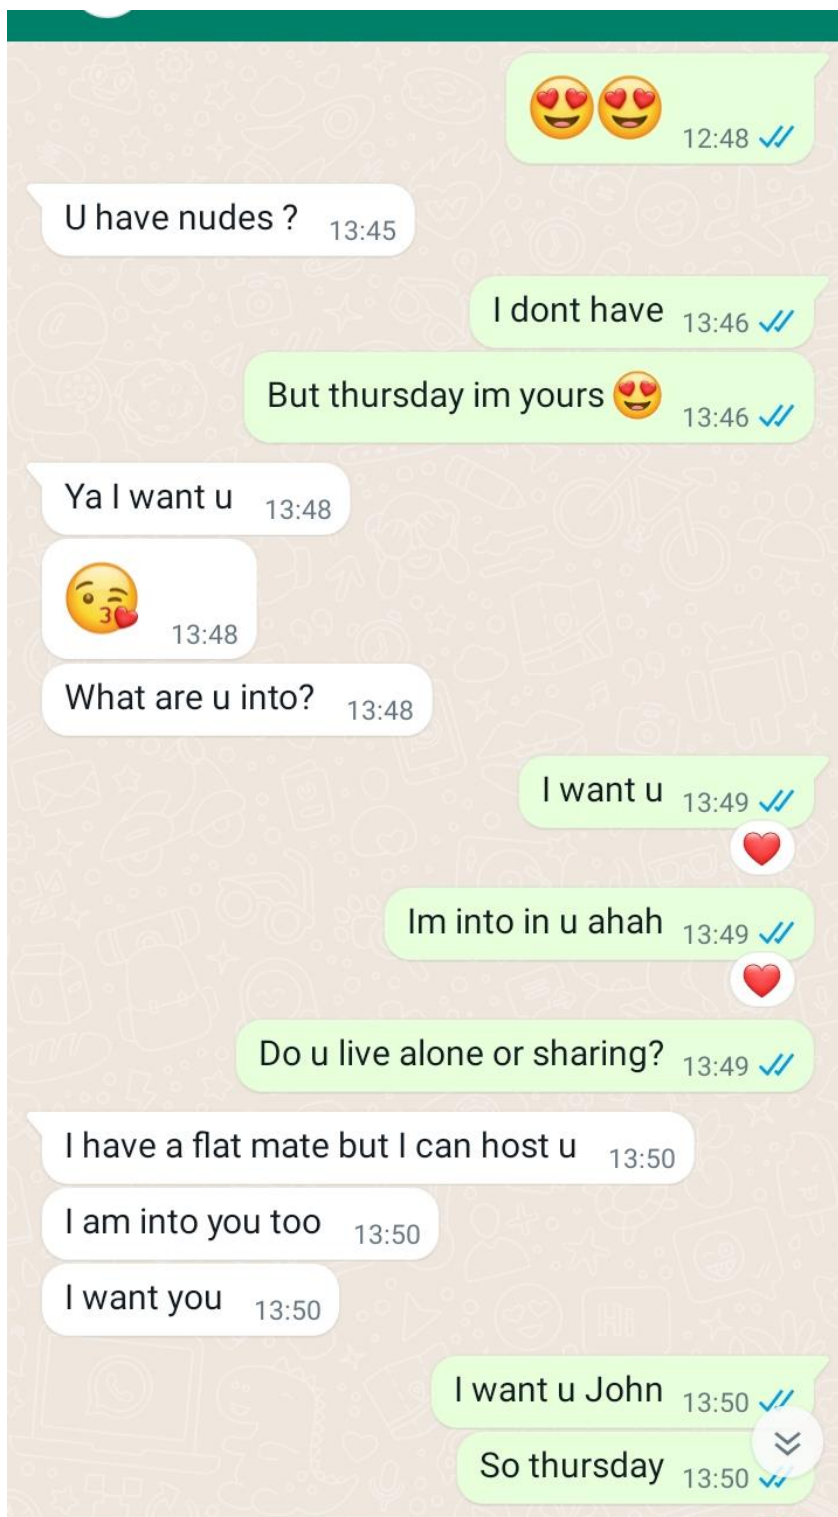 😍😍 12:48
U have nudes ? 13:45
I dont have 13:46
But thursday im yours 😍 13:46
Ya I want u 13:48
😘 13:48
What are u into? 13:48
I want u 13:49
❤️
Im into in u ahah 13:49
❤️
Do u live alone or sharing? 13:49
I have a flat mate but I can host u 13:50
I am into you too 13:50
I want you 13:50
I want u John 13:50
So thursday 13:50